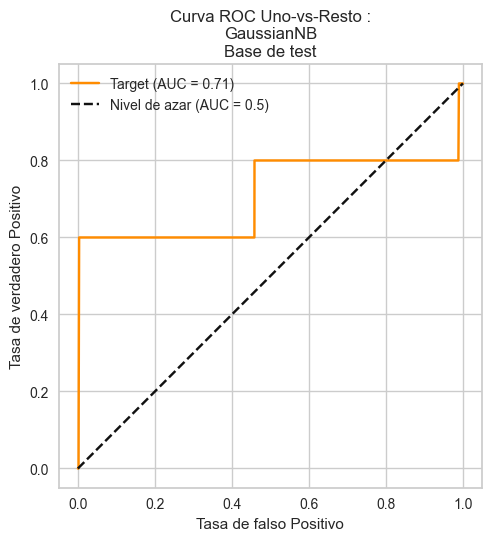 Curva ROC Uno-vs-Resto :
GaussianNB
Base de test
Target (AUC = 0.71)
Nivel de azar (AUC = 0.5)
Tasa de verdadero Positivo
1.0
0.8
0.6
0.4
0.2
0.0
0.0 0.2 0.4 0.6 0.8 1.0
Tasa de falso Positivo